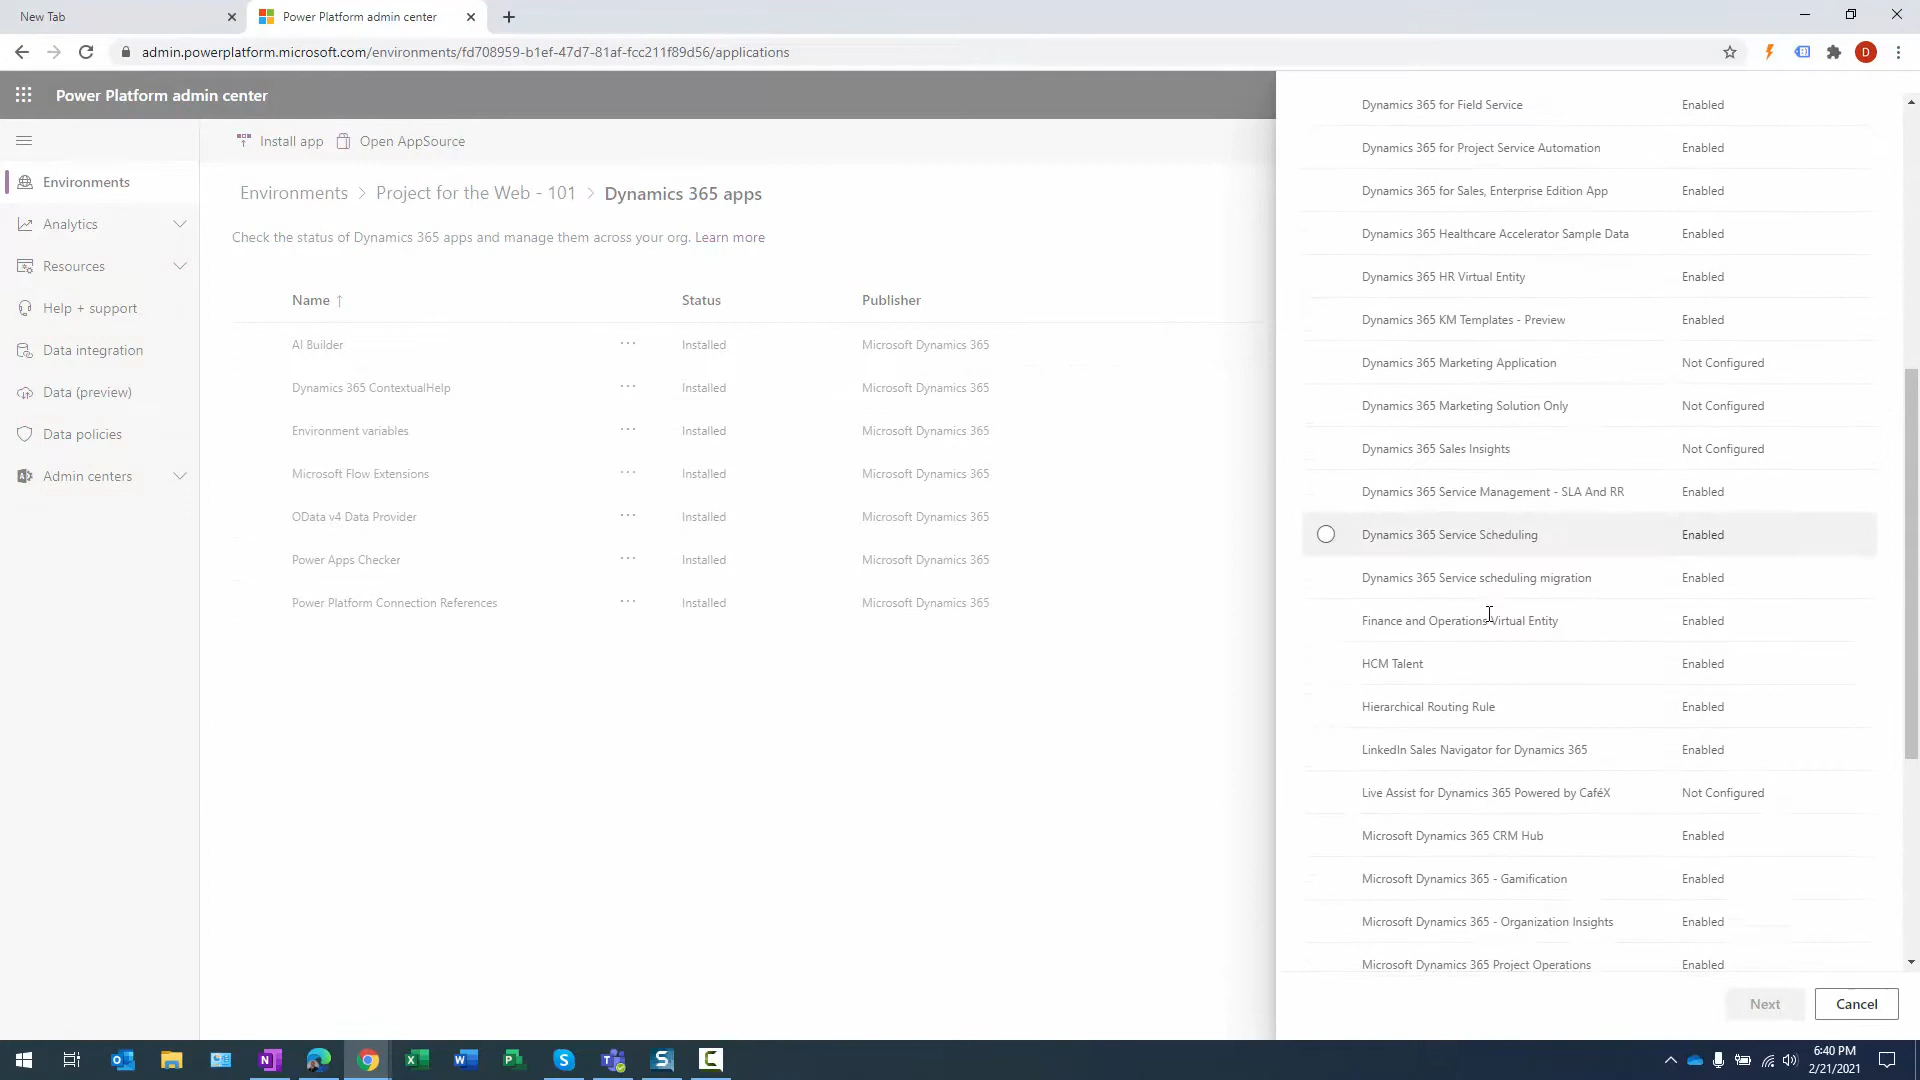 New Tab
Power Platform admin center
admin.powerplatform.microsoft.com/environments/fd708959-b1ef-47d7-81af-fcc211f89d56/applications
D
Power Platform admin center
Environments
Analytics
Resources
Help + support
Data integration
Data (preview)
Data policies
Admin centers
Install app
Open AppSource
Environments > Project for the Web - 101 > Dynamics 365 apps
Check the status of Dynamics 365 apps and manage them across your org. Learn more
Name ↑ Status Publisher
AI Builder ... Installed Microsoft Dynamics 365
Dynamics 365 ContextualHelp ... Installed Microsoft Dynamics 365
Environment variables ... Installed Microsoft Dynamics 365
Microsoft Flow Extensions ... Installed Microsoft Dynamics 365
OData v4 Data Provider ... Installed Microsoft Dynamics 365
Power Apps Checker ... Installed Microsoft Dynamics 365
Power Platform Connection References ... Installed Microsoft Dynamics 365
Dynamics 365 for Field Service Enabled
Dynamics 365 for Project Service Automation Enabled
Dynamics 365 for Sales, Enterprise Edition App Enabled
Dynamics 365 Healthcare Accelerator Sample Data Enabled
Dynamics 365 HR Virtual Entity Enabled
Dynamics 365 KM Templates - Preview Enabled
Dynamics 365 Marketing Application Not Configured
Dynamics 365 Marketing Solution Only Not Configured
Dynamics 365 Sales Insights Not Configured
Dynamics 365 Service Management - SLA And RR Enabled
Dynamics 365 Service Scheduling Enabled
Dynamics 365 Service scheduling migration Enabled
Finance and Operations Virtual Entity Enabled
HCM Talent Enabled
Hierarchical Routing Rule Enabled
LinkedIn Sales Navigator for Dynamics 365 Enabled
Live Assist for Dynamics 365 Powered by CaféX Not Configured
Microsoft Dynamics 365 CRM Hub Enabled
Microsoft Dynamics 365 - Gamification Enabled
Microsoft Dynamics 365 - Organization Insights Enabled
Microsoft Dynamics 365 Project Operations Enabled
Next
Cancel
6:40 PM
2/21/2021